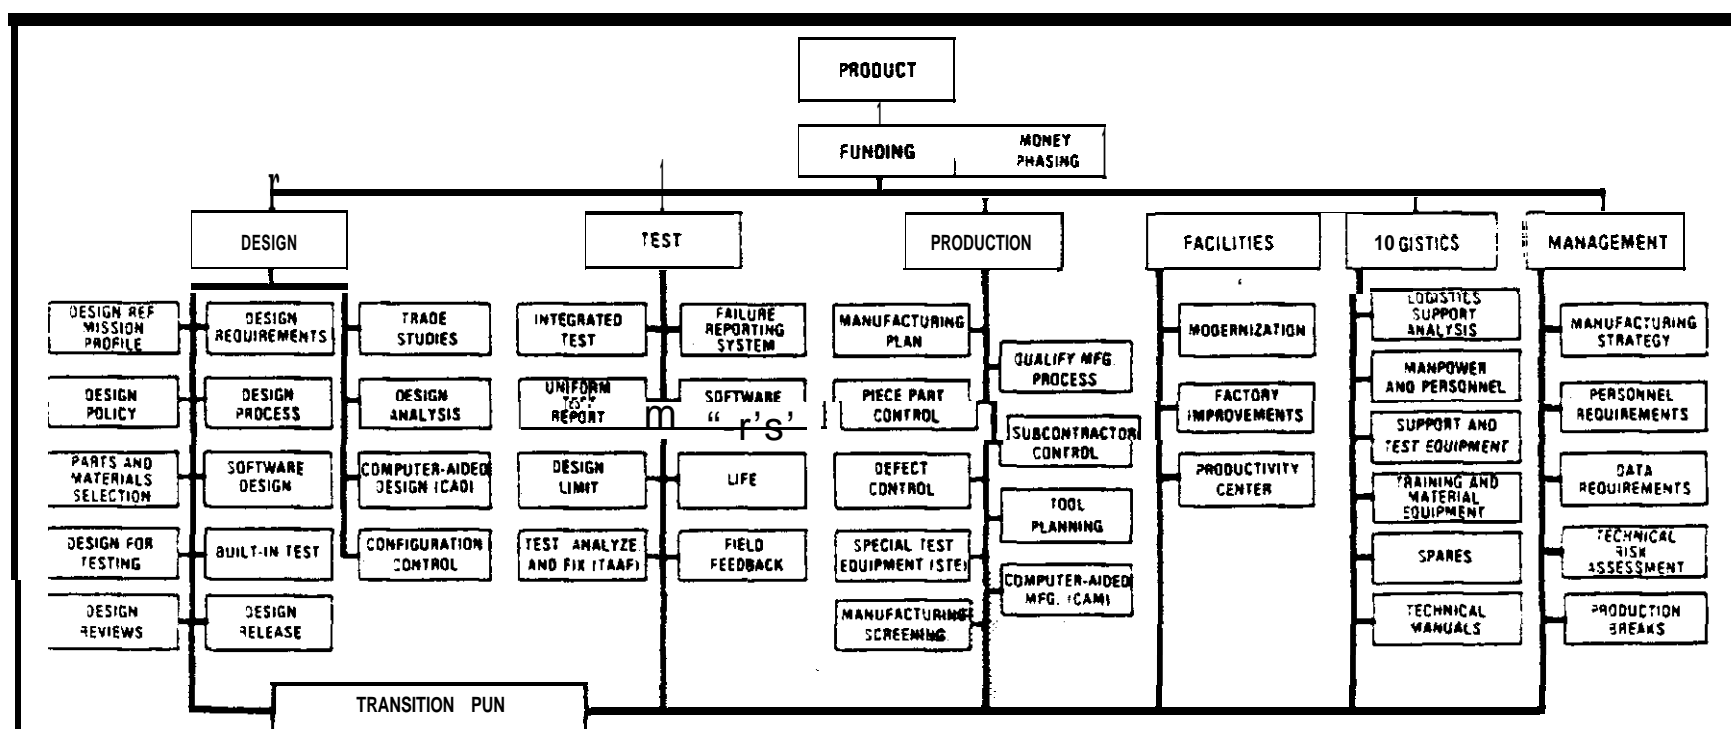 PRODUCT
FUNDING
MONEY
PHASING
DESIGN
TEST
PRODUCTION
FACILITIES
10 GISTICS
MANAGEMENT
DESIGN REF
MISSION
PROFILE
DESIGN
REQUIREMENTS
TRADE
STUDIES
DESIGN
POLICY
DESIGN
PROCESS
DESIGN
ANALYSIS
PARTS AND
MATERIALS
SELECTION
SOFTWARE
DESIGN
COMPUTER-AIDED
DESIGN (CAD)
DESIGN FOR
TESTING
BUILT-IN TEST
CONFIGURATION
CONTROL
DESIGN
REVIEWS
DESIGN
RELEASE
INTEGRATED
TEST
FAILURE
REPORTING
SYSTEM
UNIFORM
TEST
REPORT
SOFTWARE
m “-r's'
DESIGN
LIMIT
LIFE
TEST ANALYZE
AND FIX (TAAF)
FIELD
FEEDBACK
MANUFACTURING
PLAN
QUALIFY MFG.
PROCESS
PIECE PART
CONTROL
SUBCONTRACTOR
CONTROL
DEFECT
CONTROL
TOOL
PLANNING
SPECIAL TEST
EQUIPMENT (STE)
COMPUTER-AIDED
MFG. (CAM)
MANUFACTURING
SCREENING
MODERNIZATION
FACTORY
IMPROVEMENTS
PRODUCTIVITY
CENTER
LOGISTICS
SUPPORT
ANALYSIS
MANPOWER
AND PERSONNEL
SUPPORT AND
TEST EQUIPMENT
TRAINING AND
MATERIAL
EQUIPMENT
SPARES
TECHNICAL
MANUALS
MANUFACTURING
STRATEGY
PERSONNEL
REQUIREMENTS
DATA
REQUIREMENTS
TECHNICAL
RISK
ASSESSMENT
PRODUCTION
BREAKS
TRANSITION PUN